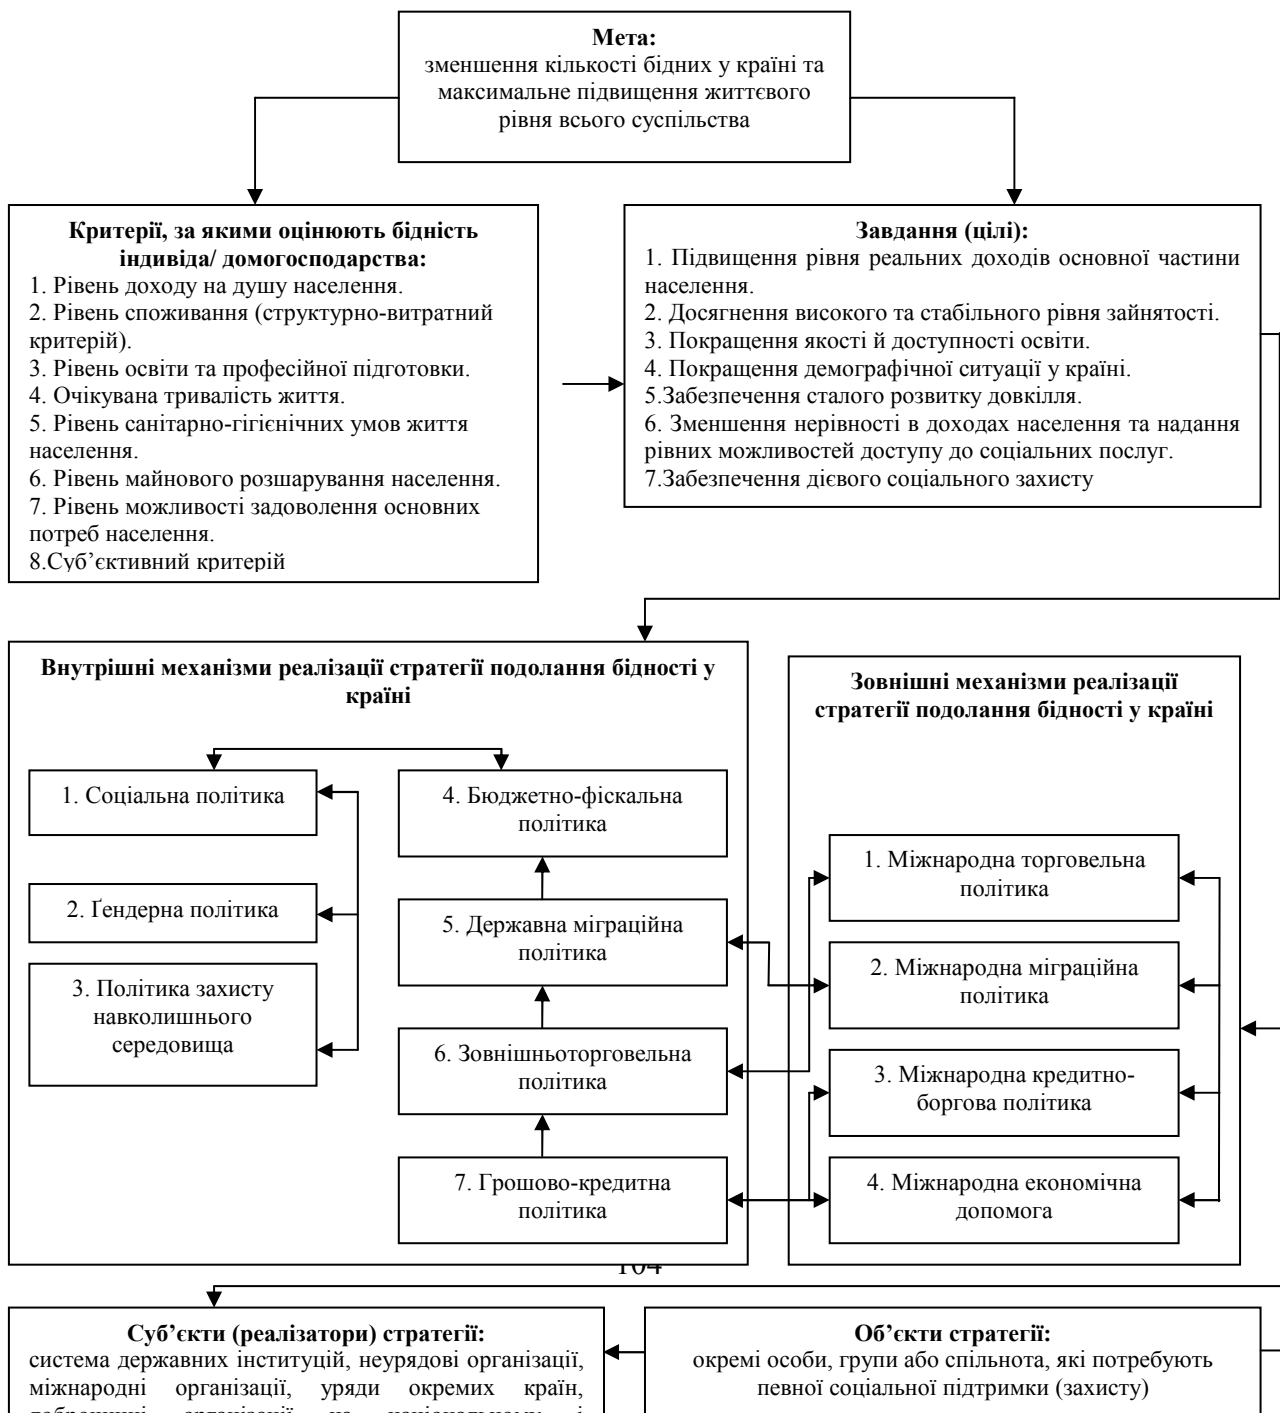 Мета:
зменшення кількості бідних у країні та
максимальне підвищення життєвого
рівня всього суспільства
Критерії, за якими оцінюють бідність
індивіда/ домогосподарства:
1. Рівень доходу на душу населення.
2. Рівень споживання (структурно-витратний
критерій).
3. Рівень освіти та професійної підготовки.
4. Очікувана тривалість життя.
5. Рівень санітарно-гігієнічних умов життя
населення.
6. Рівень майнового розшарування населення.
7. Рівень можливості задоволення основних
потреб населення.
8.Суб’єктивний критерій
Завдання (цілі):
1. Підвищення рівня реальних доходів основної частини
населення.
2. Досягнення високого та стабільного рівня зайнятості.
3. Покращення якості й доступності освіти.
4. Покращення демографічної ситуації у країні.
5.Забезпечення сталого розвитку довкілля.
6. Зменшення нерівності в доходах населення та надання
рівних можливостей доступу до соціальних послуг.
7.Забезпечення дієвого соціального захисту
Внутрішні механізми реалізації стратегії подолання бідності у
країні
1. Соціальна політика
2. Ґендерна політика
3. Політика захисту
навколишнього
середовища
4. Бюджетно-фіскальна
політика
5. Державна міграційна
політика
6. Зовнішньоторговельна
політика
7. Грошово-кредитна
політика
Зовнішні механізми реалізації
стратегії подолання бідності у країні
1. Міжнародна торговельна
політика
2. Міжнародна міграційна
політика
3. Міжнародна кредитно-
боргова політика
4. Міжнародна економічна
допомога
104
Суб’єкти (реалізатори) стратегії:
система державних інституцій, неурядові організації,
міжнародні організації, уряди окремих країн,
Об’єкти стратегії:
окремі особи, групи або спільнота, які потребують
певної соціальної підтримки (захисту)